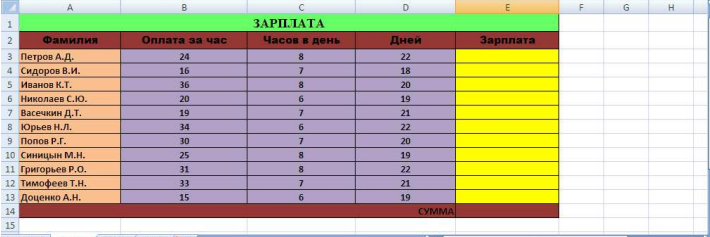 A B C D E F G H
1 ЗАРПЛАТА
2 Фамилия Оплата за час Часов в день Дней Зарплата
3 Петров А.Д. 24 8 22
4 Сидоров В.И. 16 7 18
5 Иванов К.Т. 36 8 20
6 Николаев С.Ю. 20 6 19
7 Васечкин Д.Т. 19 7 21
8 Юрьев Н.Л. 34 6 22
9 Попов Р.Г. 30 7 20
10 Синицын М.Н. 25 8 19
11 Григорьев Р.О. 31 8 22
12 Тимофеев Т.Н. 33 7 21
13 Доценко А.Н. 15 6 19
14 СУММА
15